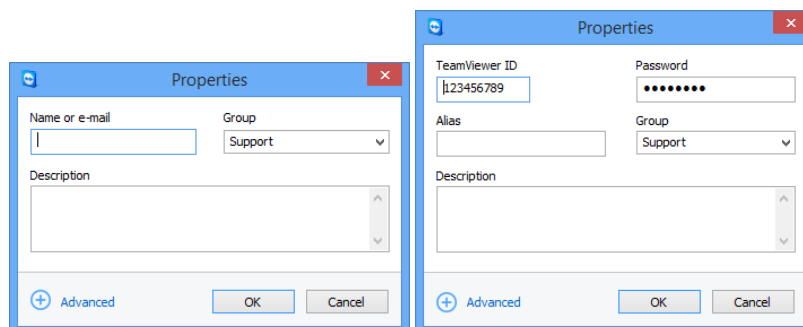 Properties
Name or e-mail
Group
Support
Description
Advanced
OK
Cancel
Properties
TeamViewer ID
Password
123456789
••••••••
Alias
Group
Support
Description
Advanced
OK
Cancel